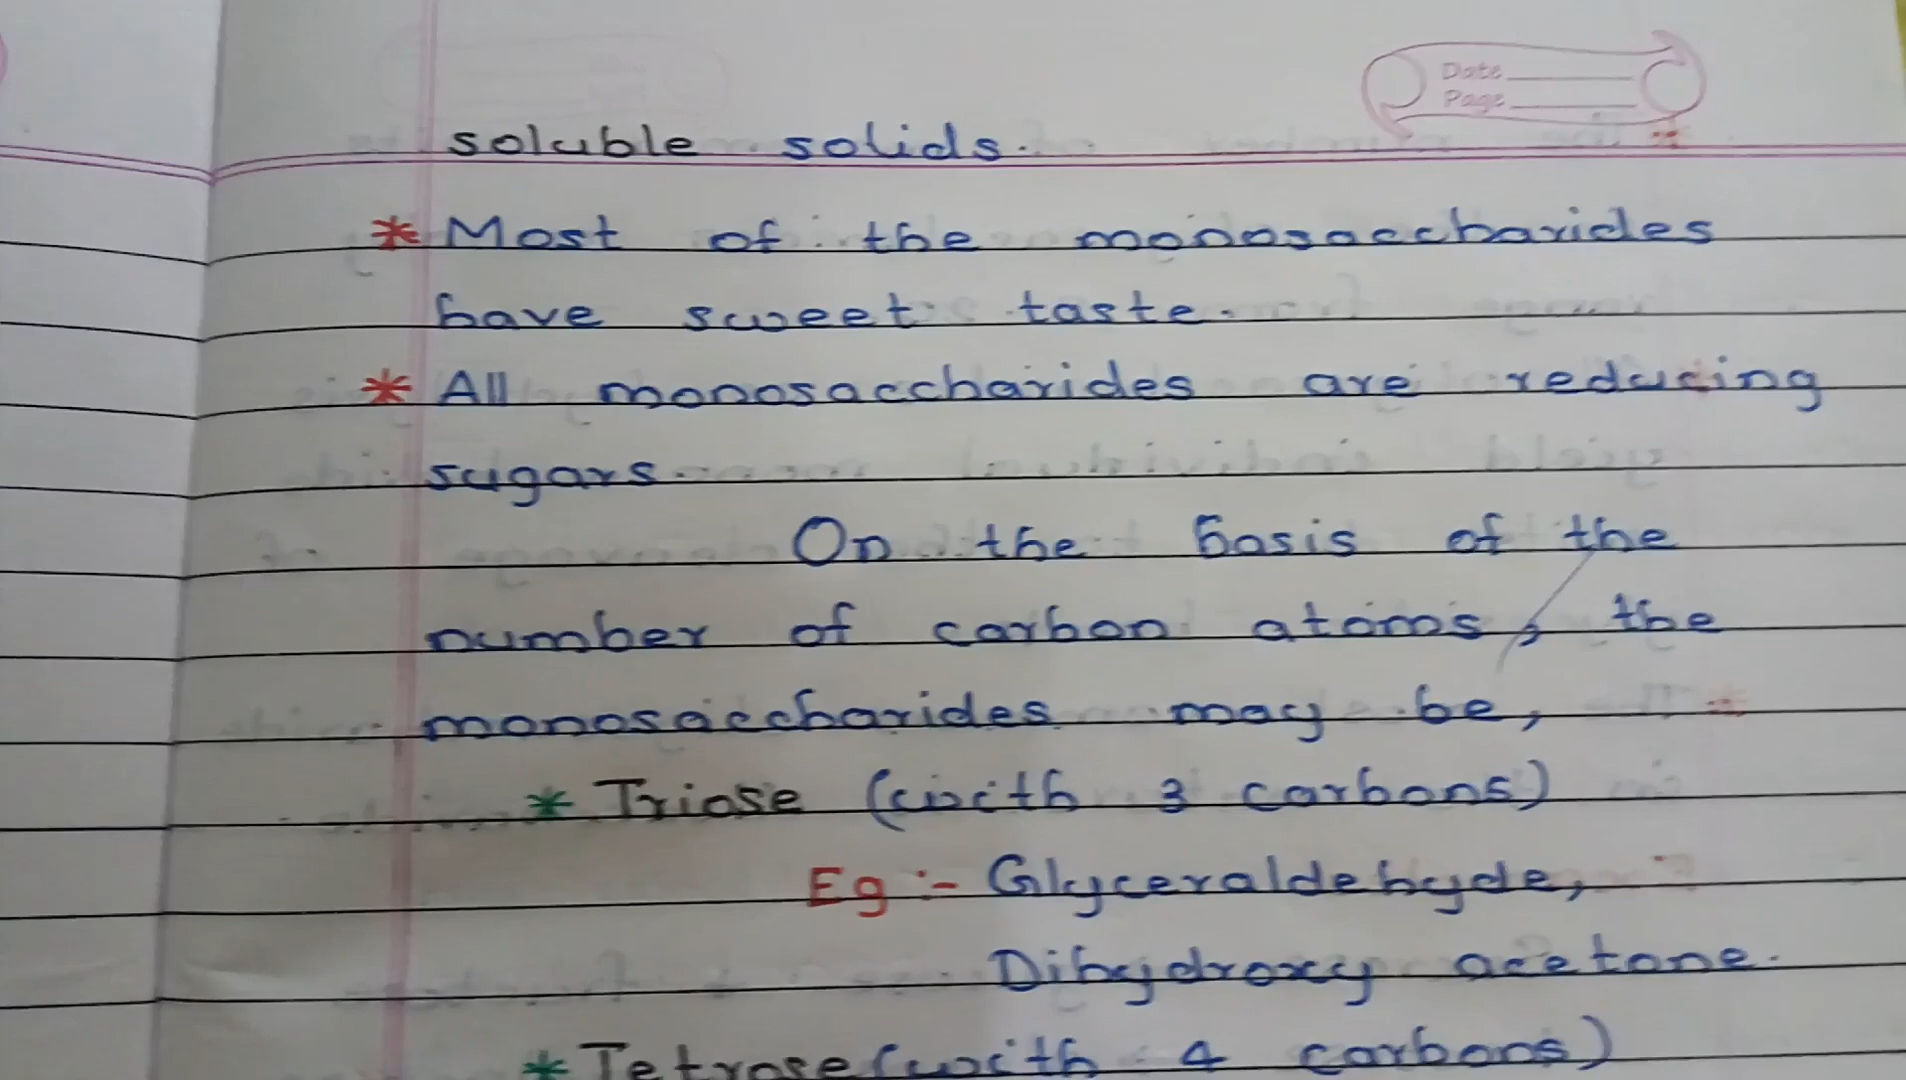 Date
Page
soluble solids.
* Most of the monosaccharides
have sweet taste.
* All monosaccharides are reducing
sugars.
On the basis of the
number of carbon atoms, the
monosaccharides may be,
* Triose (with 3 carbons)
Eg :- Glyceraldehyde,
Dihydroxy acetone.
* Tetrose (with 4 carbons)